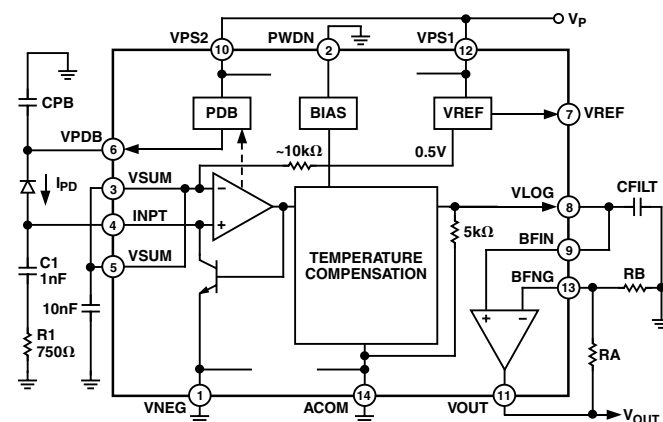 VPS2
PWDN
VPS1
VP
10
2
12
CPB
PDB
BIAS
VREF
7
VREF
VPDB
6
~10kΩ
0.5V
IPD
3
VSUM
VLOG
8
CFILT
4
INPT
5kΩ
BFIN
9
VSUM
5
TEMPERATURE
COMPENSATION
C1
1nF
BFNG
13
RB
10nF
R1
750Ω
RA
1
14
11
VNEG
ACOM
VOUT
VOUT
− + + −